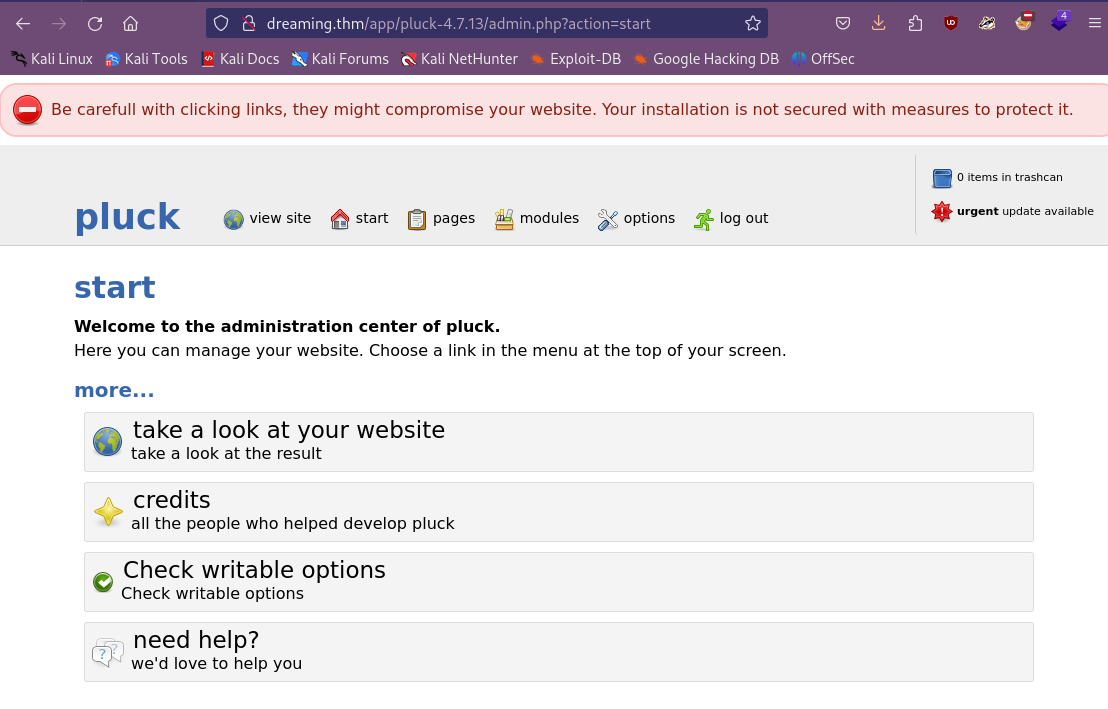 dreaming.thm/app/pluck-4.7.13/admin.php?action=start
4
Kali Linux Kali Tools Kali Docs Kali Forums Kali NetHunter Exploit-DB Google Hacking DB OffSec
Be carefull with clicking links, they might compromise your website. Your installation is not secured with measures to protect it.
0 items in trashcan
urgent update available
pluck view site start pages modules options log out
start
Welcome to the administration center of pluck.
Here you can manage your website. Choose a link in the menu at the top of your screen.
more...
take a look at your website
take a look at the result
credits
all the people who helped develop pluck
Check writable options
Check writable options
need help?
we'd love to help you